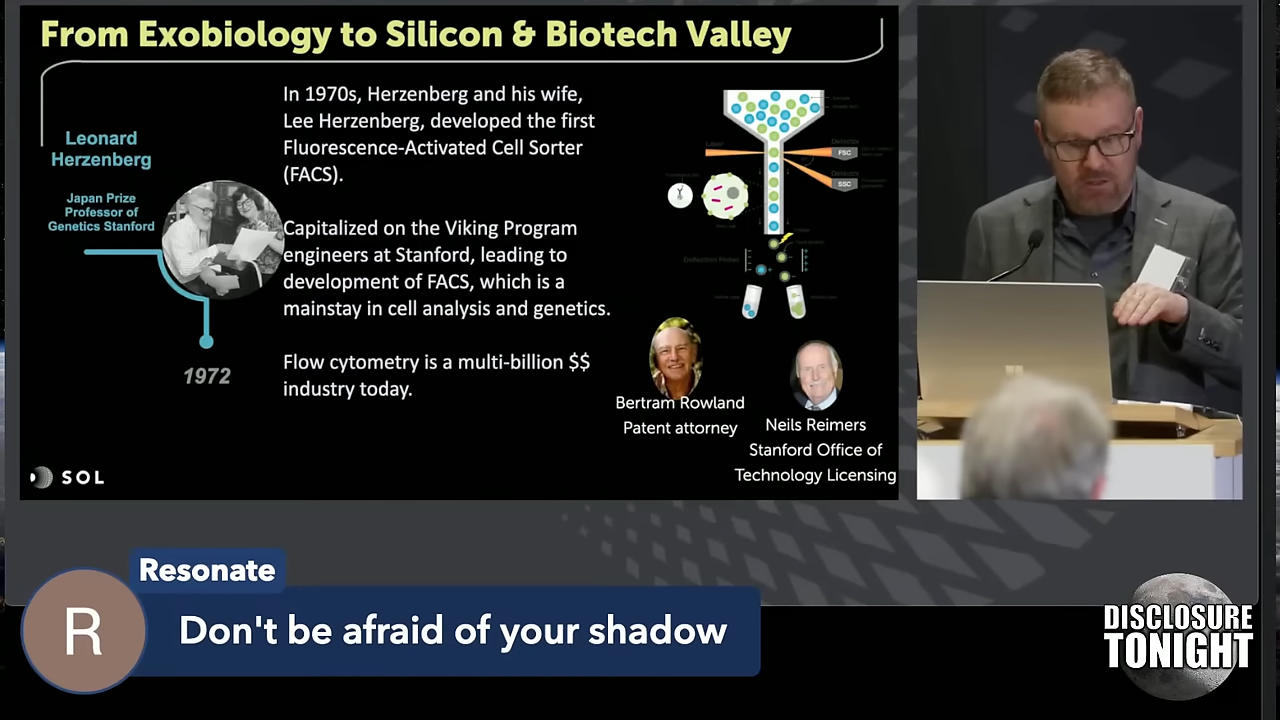 From Exobiology to Silicon & Biotech Valley
Leonard
Herzenberg
Japan Prize
Professor of
Genetics Stanford
1972
In 1970s, Herzenberg and his wife,
Lee Herzenberg, developed the first
Fluorescence-Activated Cell Sorter
(FACS).
Capitalized on the Viking Program
engineers at Stanford, leading to
development of FACS, which is a
mainstay in cell analysis and genetics.
Flow cytometry is a multi-billion $$
industry today.
FSC
SSC
Bertram Rowland
Patent attorney
Neils Reimers
Stanford Office of
Technology Licensing
SOL
Resonate
R
Don't be afraid of your shadow
DISCLOSURE
TONIGHT